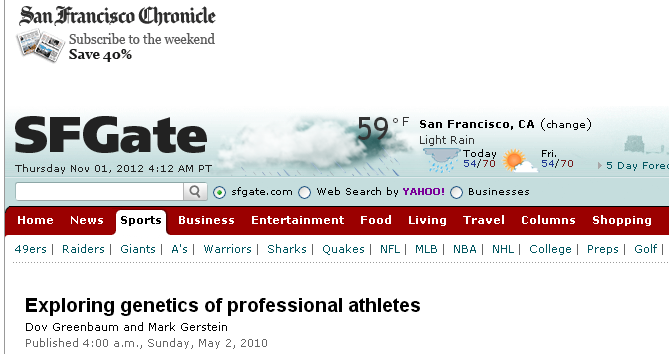 San Francisco Chronicle
Subscribe to the weekend
Save 40%
SFGate
Thursday Nov 01, 2012 4:12 AM PT
59 °F
San Francisco, CA (change)
Light Rain
Today
54/70
Fri.
54/70
5 Day Forec
sfgate.com Web Search by YAHOO! Businesses
Home News Sports Business Entertainment Food Living Travel Columns Shopping
49ers | Raiders | Giants | A's | Warriors | Sharks | Quakes | NFL | MLB | NBA | NHL | College | Preps | Golf |
Exploring genetics of professional athletes
Dov Greenbaum and Mark Gerstein
Published 4:00 a.m., Sunday, May 2, 2010